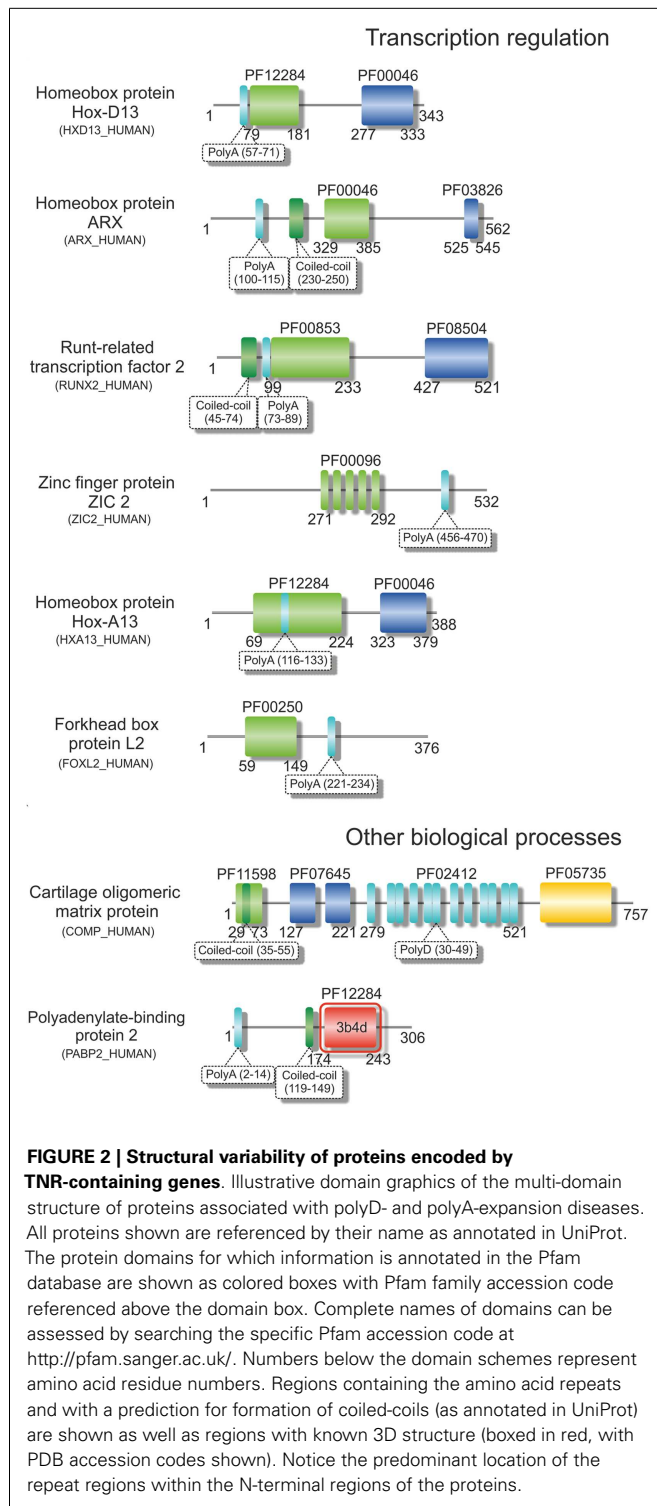 Transcription regulation
Homeobox protein
Hox-D13
(HXD13_HUMAN)
PF12284
PF00046
1
343
79
181
277
333
PolyA (57-71)
Homeobox protein
ARX
(ARX_HUMAN)
PF00046
PF03826
1
562
329
385
525
545
PolyA
(100-115)
Coiled-coil
(230-250)
Runt-related
transcription factor 2
(RUNX2_HUMAN)
PF00853
PF08504
1
99
233
427
521
Coiled-coil
(45-74)
PolyA
(73-89)
Zinc finger protein
ZIC 2
(ZIC2_HUMAN)
PF00096
1
532
271
292
PolyA (456-470)
Homeobox protein
Hox-A13
(HXA13_HUMAN)
PF12284
PF00046
1
388
69
224
323
379
PolyA (116-133)
Forkhead box
protein L2
(FOXL2_HUMAN)
PF00250
1
376
59
149
PolyA (221-234)
Other biological processes
Cartilage oligomeric
matrix protein
(COMP_HUMAN)
PF11598
PF07645
PF02412
PF05735
1
757
29
73
127
221
279
521
Coiled-coil (35-55)
PolyD (30-49)
Polyadenylate-binding
protein 2
(PABP2_HUMAN)
PF12284
3b4d
1
306
174
243
PolyA (2-14)
Coiled-coil
(119-149)
FIGURE 2 | Structural variability of proteins encoded by
TNR-containing genes. Illustrative domain graphics of the multi-domain
structure of proteins associated with polyD- and polyA-expansion diseases.
All proteins shown are referenced by their name as annotated in UniProt.
The protein domains for which information is annotated in the Pfam
database are shown as colored boxes with Pfam family accession code
referenced above the domain box. Complete names of domains can be
assessed by searching the specific Pfam accession code at
http://pfam.sanger.ac.uk/. Numbers below the domain schemes represent
amino acid residue numbers. Regions containing the amino acid repeats
and with a prediction for formation of coiled-coils (as annotated in UniProt)
are shown as well as regions with known 3D structure (boxed in red, with
PDB accession codes shown). Notice the predominant location of the
repeat regions within the N-terminal regions of the proteins.